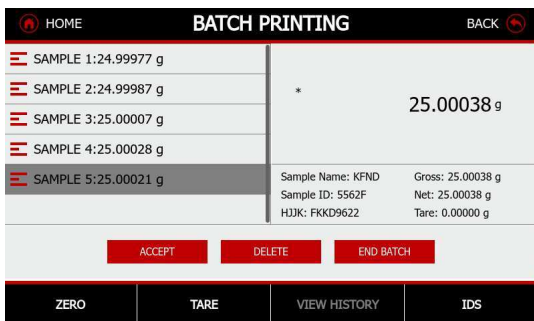 HOME BATCH PRINTING BACK
SAMPLE 1:24.99977 g
SAMPLE 2:24.99987 g
SAMPLE 3:25.00007 g
SAMPLE 4:25.00028 g
SAMPLE 5:25.00021 g
*
25.00038 g
Sample Name: KFND Gross: 25.00038 g
Sample ID: 5562F Net: 25.00038 g
HJJK: FKKD9622 Tare: 0.00000 g
ACCEPT DELETE END BATCH
ZERO TARE VIEW HISTORY IDS